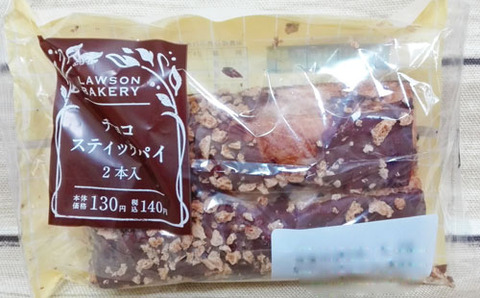 LAWSON
BAKERY
チョコ
スティックパイ
2本入
本体価格 130円 税込 140円